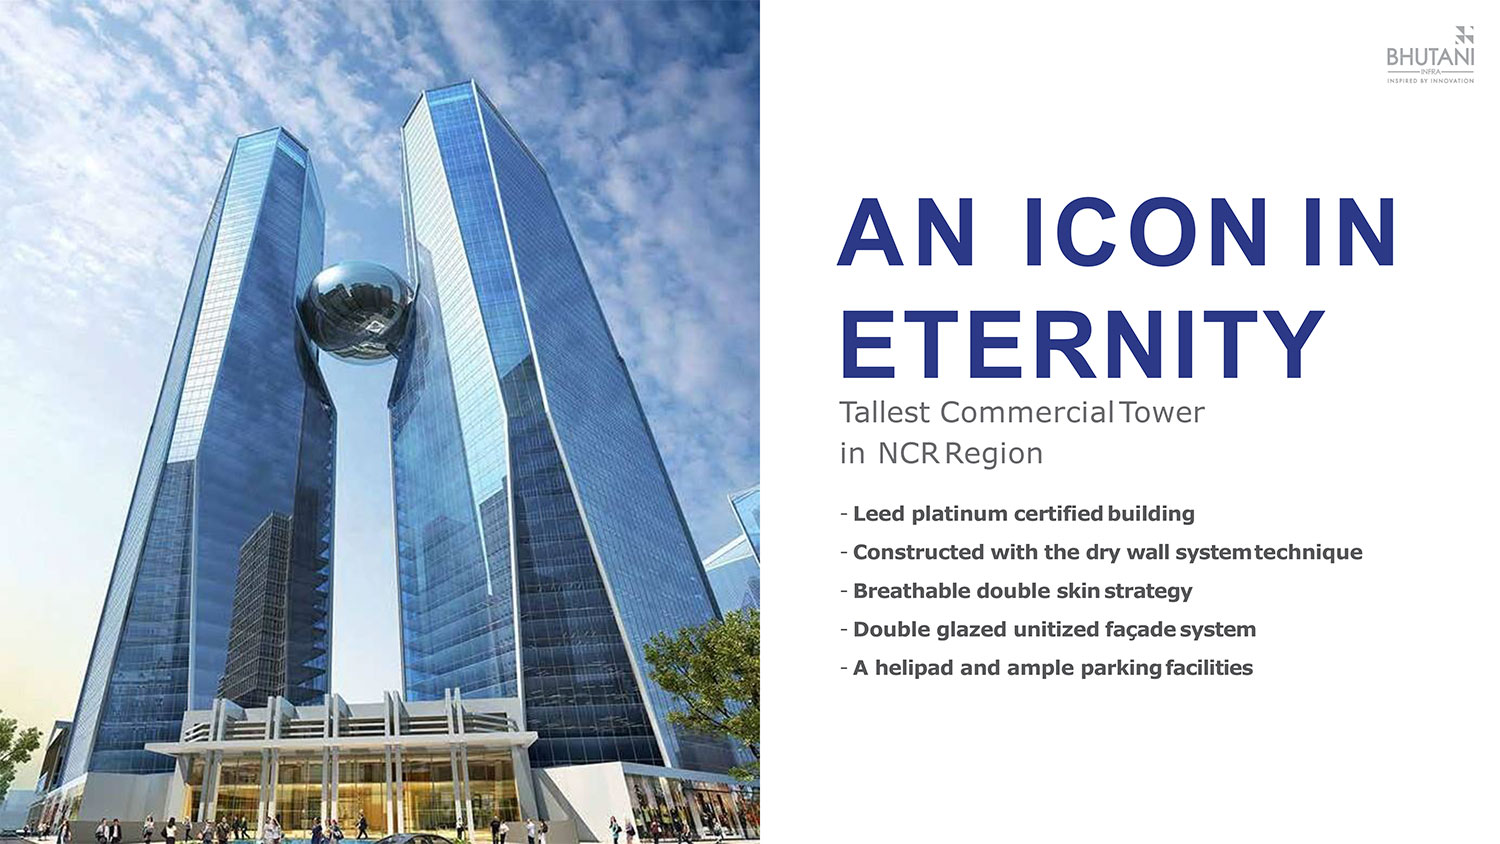 BHUTANI
INFRA
INSPIRED BY INNOVATION
AN ICON IN
ETERNITY
Tallest Commercial Tower
in NCR Region
- Leed platinum certified building
- Constructed with the dry wall system technique
- Breathable double skin strategy
- Double glazed unitized façade system
- A helipad and ample parking facilities